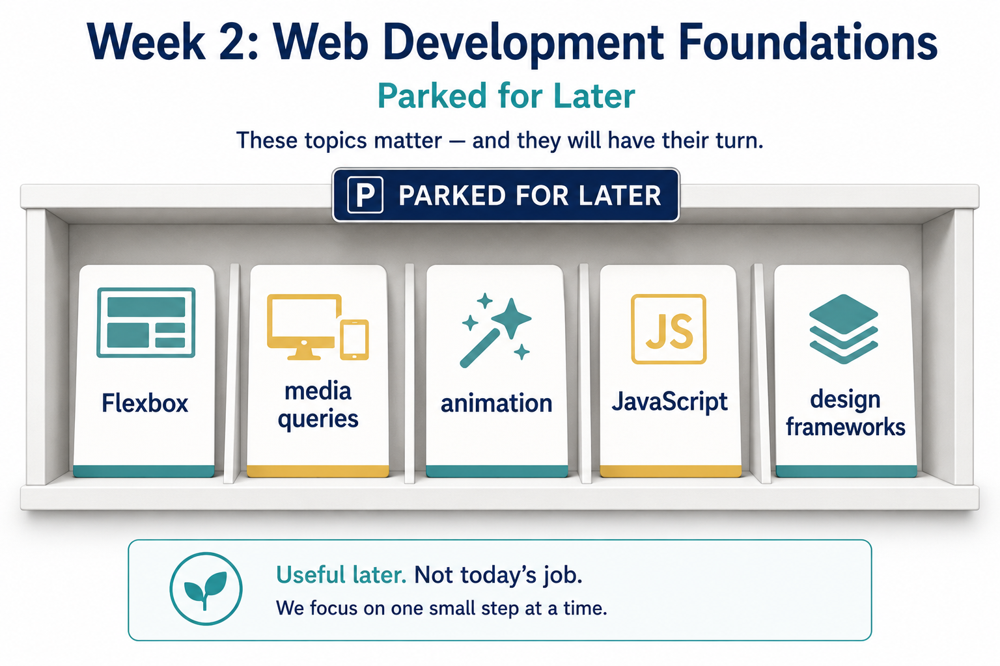 Week 2: Web Development Foundations
Parked for Later
These topics matter — and they will have their turn.
P PARKED FOR LATER
Flexbox
media
queries
animation
JS
JavaScript
design
frameworks
Useful later. Not today’s job.
We focus on one small step at a time.